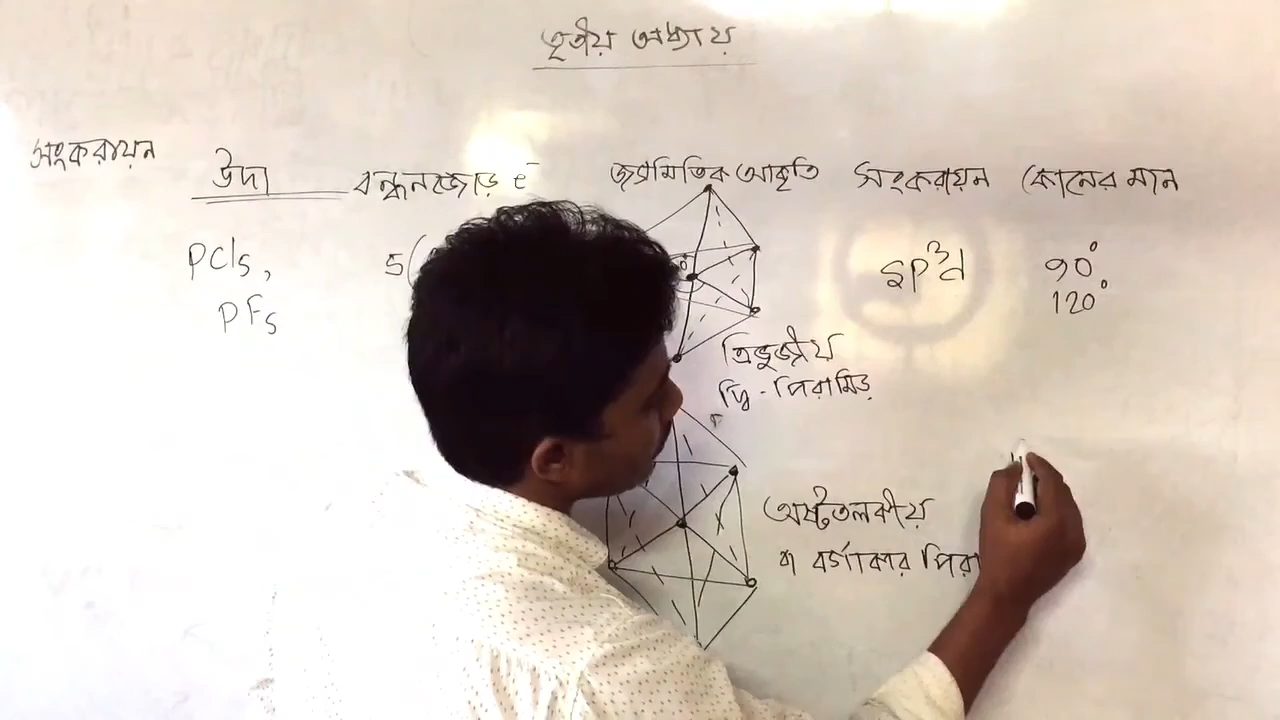 তৃতীয় অধ্যায়
সংকরায়ন উদা বন্ধনজোড় e⁻ জ্যামিতিক আকৃতি সংকরায়ন কোনের মান
PCl₅, 5( SP³d 90°
PF₅ 120°
ত্রিভুজীয়
দ্বি-পিরামিড
অষ্টতলকীয়
বা বর্গাকার পিরা